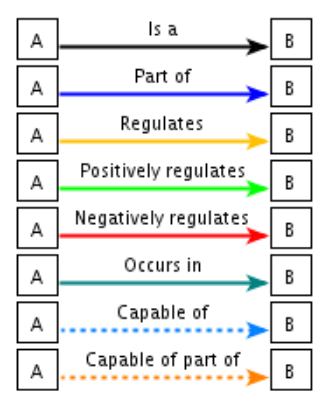 A Is a B
A Part of B
A Regulates B
A Positively regulates B
A Negatively regulates B
A Occurs in B
A Capable of B
A Capable of part of B